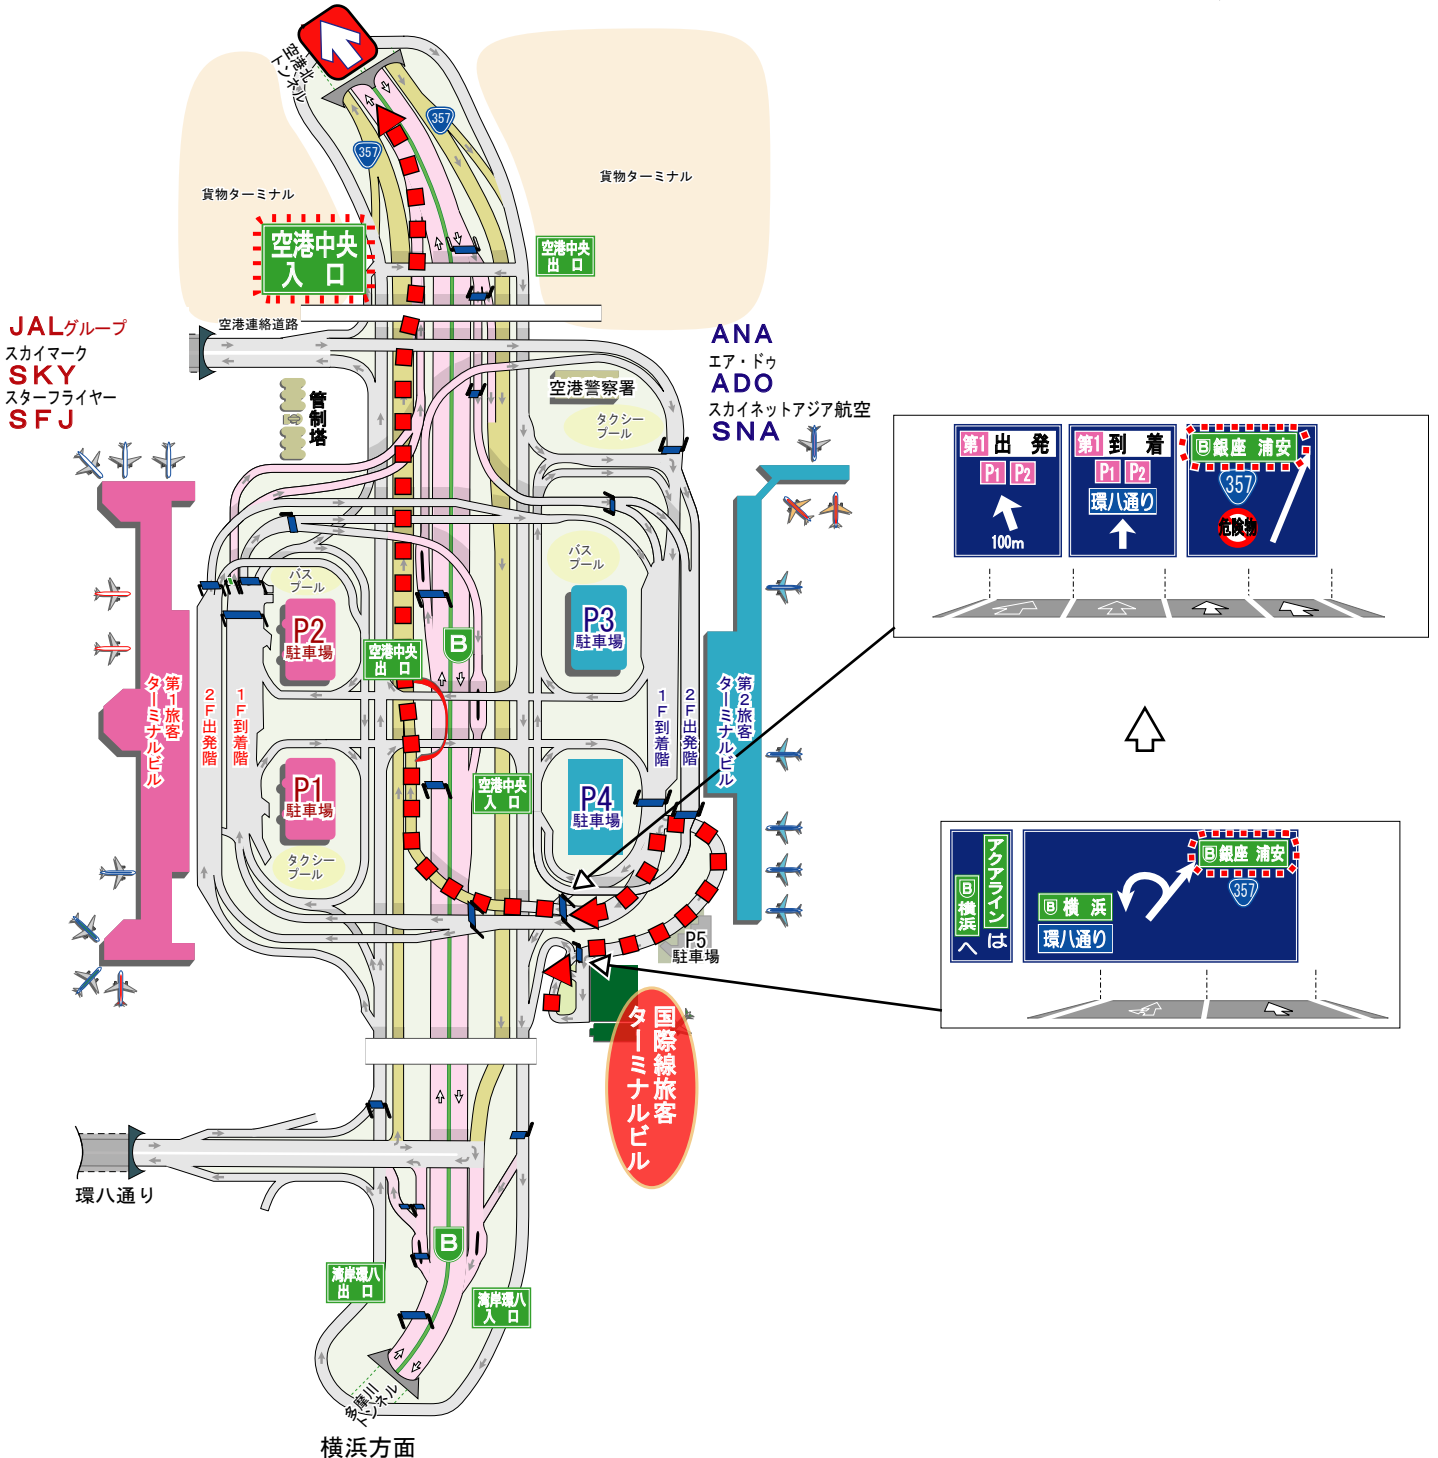 空港北
トンネル
357
357
貨物ターミナル
貨物ターミナル
空港中央
入 口
空港中央
出 口
空港連絡道路
JALグループ
スカイマーク
SKY
スターフライヤー
SFJ
ANA
エア・ドゥ
ADO
スカイネットアジア航空
SNA
管制塔
空港警察署
タクシー
プール
バス
プール
バス
プール
P2
駐車場
P3
駐車場
空港中央
出 口
B
第1旅客
ターミナルビル
2F出発階
1F到着階
1F到着階
2F出発階
第2旅客
ターミナルビル
P1
駐車場
空港中央
入 口
P4
駐車場
タクシー
プール
P5
駐車場
国際線旅客
ターミナルビル
環八通り
B
湾岸環八
出 口
湾岸環八
入 口
多摩川
トンネル
横浜方面
第1 出 発
P1 P2
100m
第1 到 着
P1 P2
環八通り
B 銀座 浦安
357
危険物
アクアライン は
B 横浜 へ
B 横 浜
環八通り
B 銀座 浦安
357